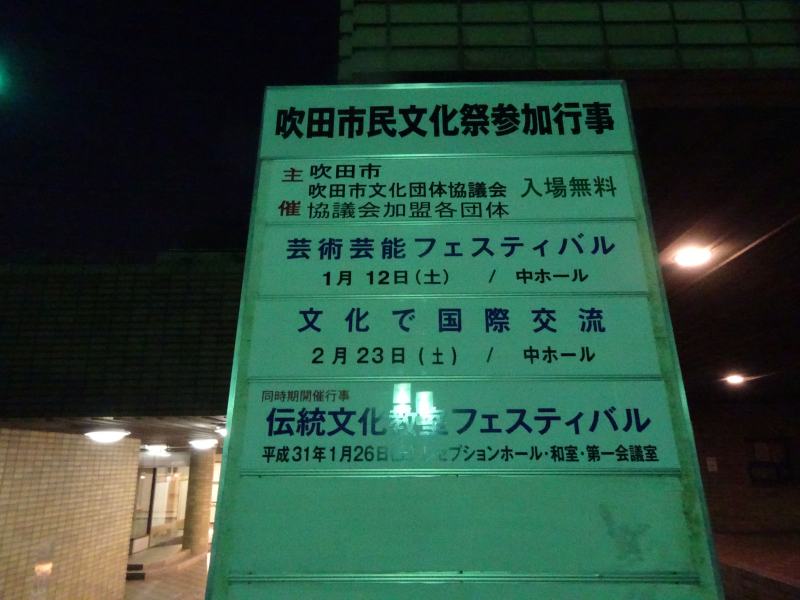 吹田市民文化祭参加行事
主催
吹田市
吹田市文化団体協議会
協議会加盟各団体
入場無料
芸術芸能フェスティバル
1月 12日(土) / 中ホール
文化で国際交流
2月 23日(土) / 中ホール
同時期開催行事
伝統文化教室フェスティバル
平成31年1月26日 セプションホール・和室・第一会議室